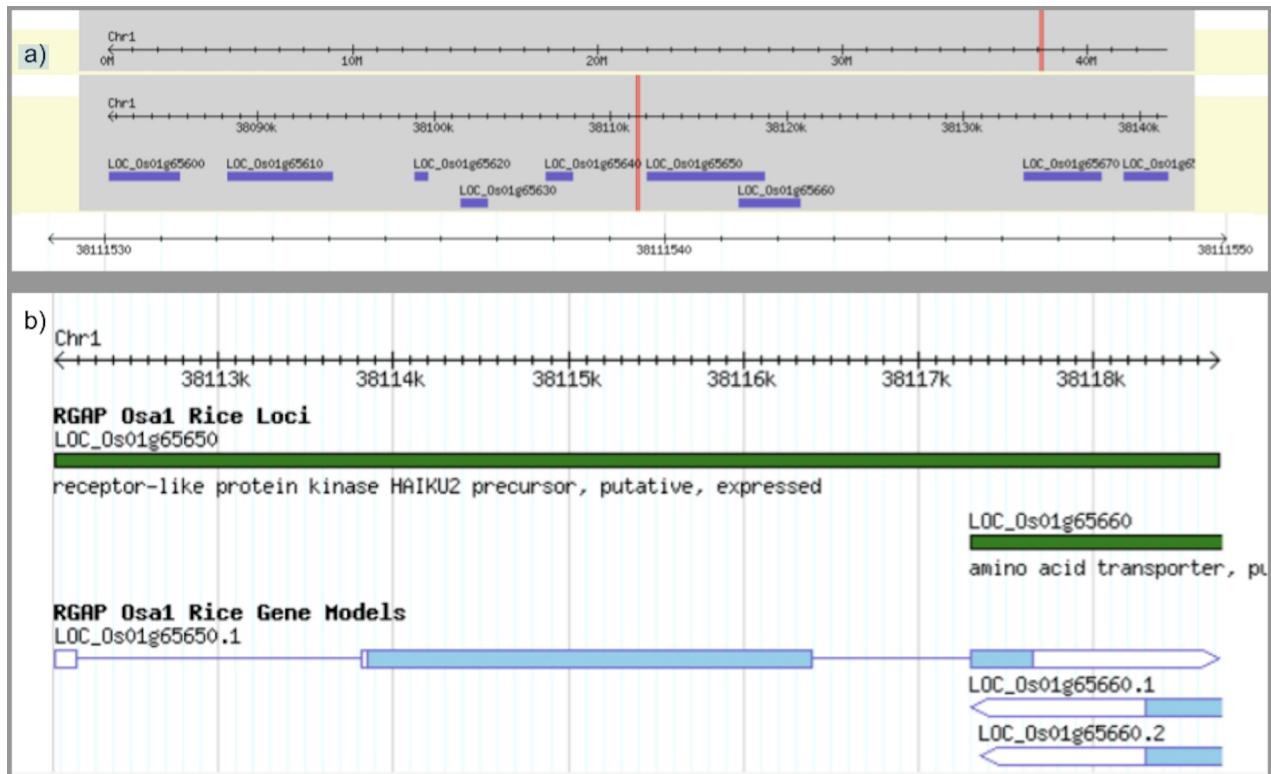 a)
Chr1
0M 10M 20M 30M 40M
Chr1
38090k 38100k 38110k 38120k 38130k 38140k
LOC_Os01g65600 LOC_Os01g65610 LOC_Os01g65620 LOC_Os01g65640 LOC_Os01g65650 LOC_Os01g65670 LOC_Os01g65
LOC_Os01g65630 LOC_Os01g65660
38111530 38111540 38111550
b)
Chr1
38113k 38114k 38115k 38116k 38117k 38118k
RGAP Osa1 Rice Loci
LOC_Os01g65650
receptor-like protein kinase HAIKU2 precursor, putative, expressed
LOC_Os01g65660
amino acid transporter, pu
RGAP Osa1 Rice Gene Models
LOC_Os01g65650.1
LOC_Os01g65660.1
LOC_Os01g65660.2